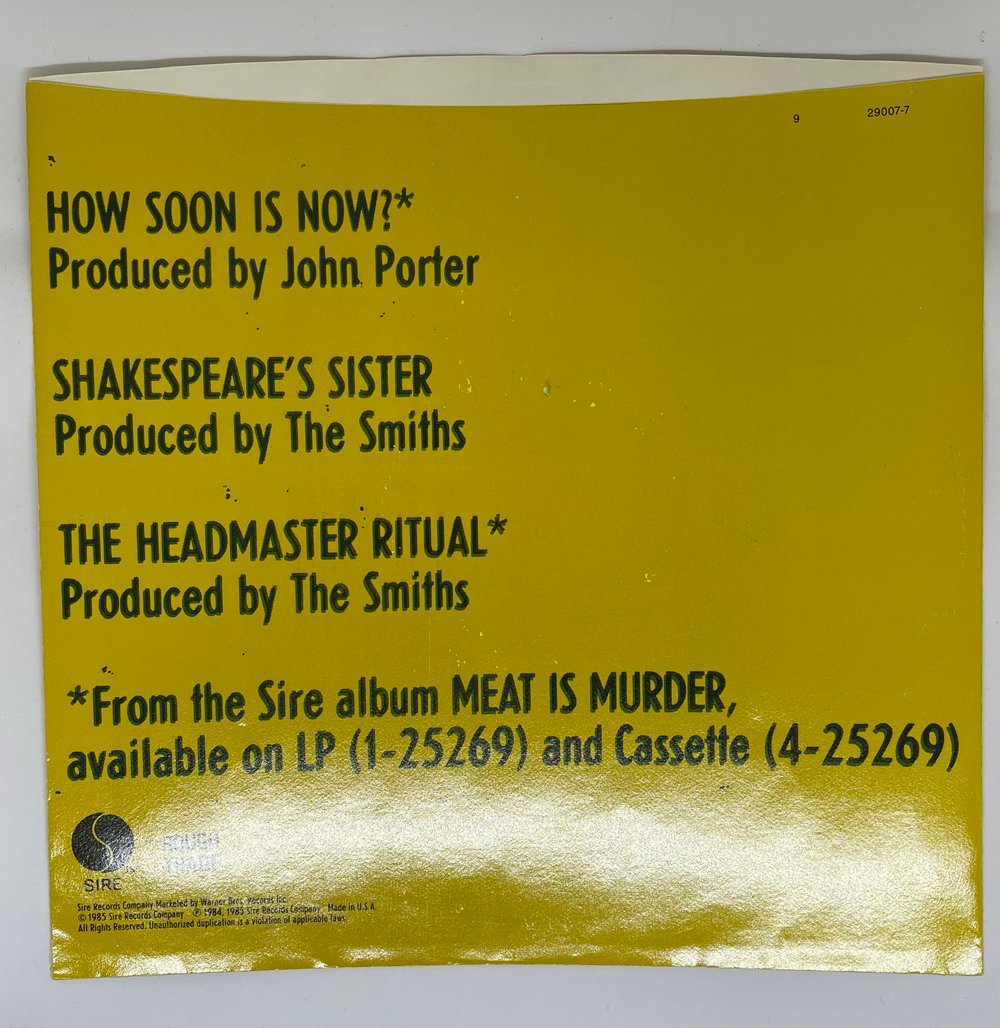 9 29007-7
HOW SOON IS NOW?*
Produced by John Porter
SHAKESPEARE'S SISTER
Produced by The Smiths
THE HEADMASTER RITUAL*
Produced by The Smiths
*From the Sire album MEAT IS MURDER,
available on LP (1-25269) and Cassette (4-25269)
ROUGH
TRADE
SIRE
Sire Records Company Marketed by Warner Bros. Records Inc.
© 1985 Sire Records Company ℗ 1984, 1985 Sire Records Company Made in U.S.A.
All Rights Reserved. Unauthorized duplication is a violation of applicable laws.